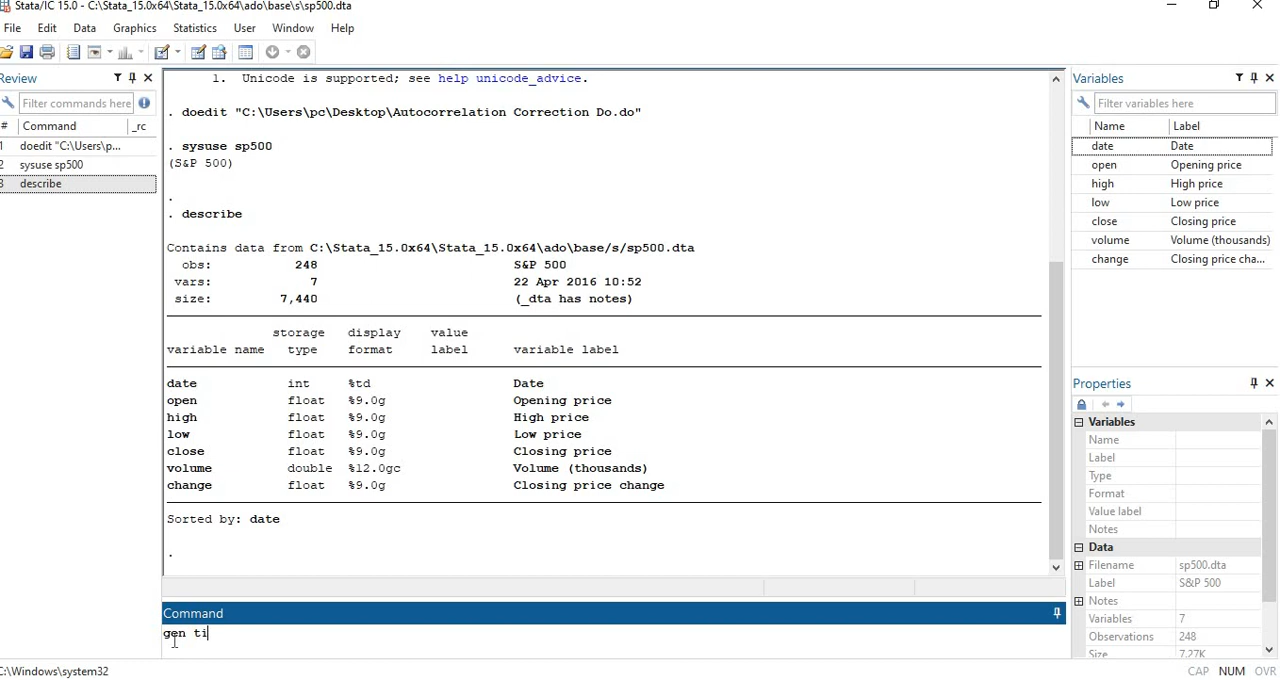 Stata/IC 15.0 - C:\Stata_15.0x64\Stata_15.0x64\ado\base\s\sp500.dta
File Edit Data Graphics Statistics User Window Help
Review
Filter commands here
# Command _rc
1 doedit "C:\Users\p...
2 sysuse sp500
3 describe
1. Unicode is supported; see help unicode_advice.
. doedit "C:\Users\pc\Desktop\Autocorrelation Correction Do.do"
. sysuse sp500
(S&P 500)
.
. describe
Contains data from C:\Stata_15.0x64\Stata_15.0x64\ado\base/s/sp500.dta
obs: 248 S&P 500
vars: 7 22 Apr 2016 10:52
size: 7,440 (_dta has notes)
storage display value
variable name type format label variable label
date int %td Date
open float %9.0g Opening price
high float %9.0g High price
low float %9.0g Low price
close float %9.0g Closing price
volume double %12.0gc Volume (thousands)
change float %9.0g Closing price change
Sorted by: date
.
Command
gen ti
Variables
Filter variables here
Name Label
date Date
open Opening price
high High price
low Low price
close Closing price
volume Volume (thousands)
change Closing price cha...
Properties
Variables
Name
Label
Type
Format
Value label
Notes
Data
Filename sp500.dta
Label S&P 500
Notes
Variables 7
Observations 248
Size 7.27K
C:\Windows\system32
CAP NUM OVR